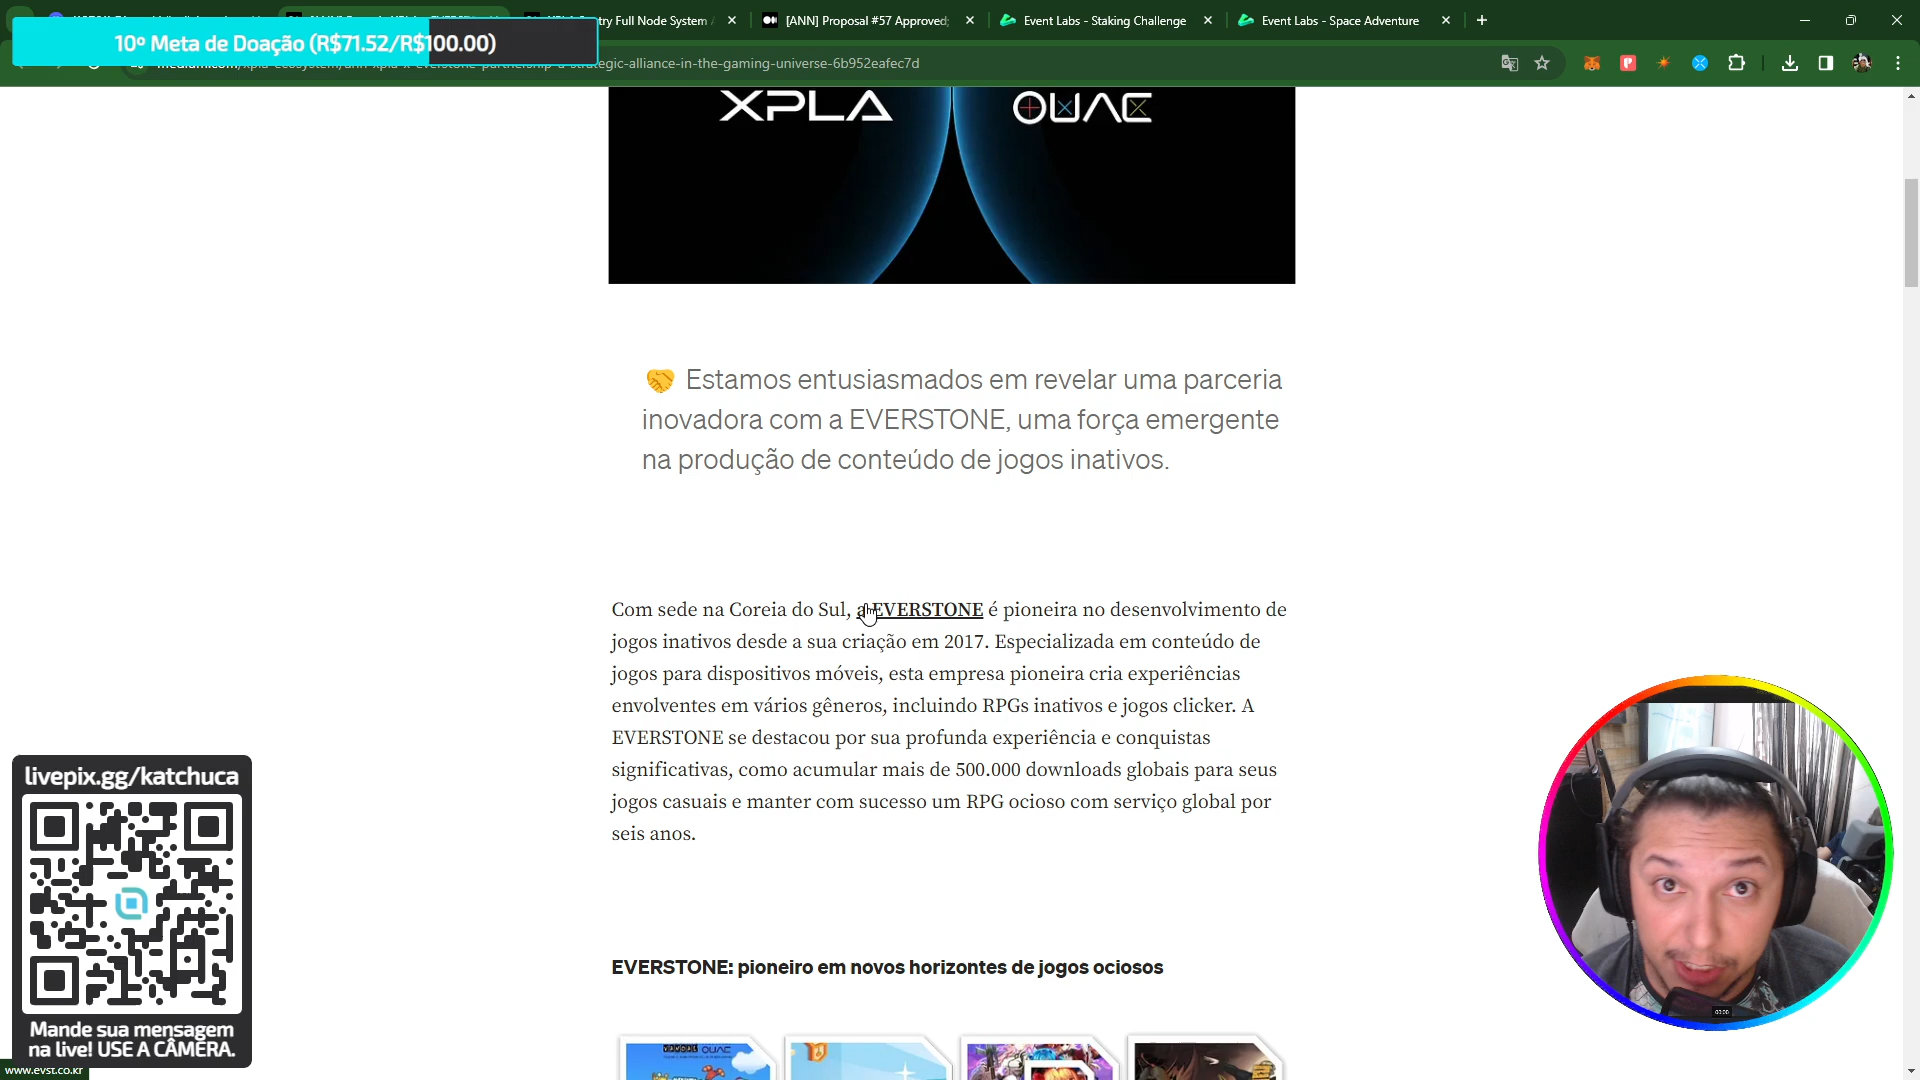 10º Meta de Doação (R$71.52/R$100.00)
try Full Node System
[ANN] Proposal #57 Approved;
Event Labs - Staking Challenge
Event Labs - Space Adventure
tegic-alliance-in-the-gaming-universe-6b952eafec7d
XPLA
OUAC
🤝 Estamos entusiasmados em revelar uma parceria
inovadora com a EVERSTONE, uma força emergente
na produção de conteúdo de jogos inativos.
Com sede na Coreia do Sul, a EVERSTONE é pioneira no desenvolvimento de
jogos inativos desde a sua criação em 2017. Especializada em conteúdo de
jogos para dispositivos móveis, esta empresa pioneira cria experiências
envolventes em vários gêneros, incluindo RPGs inativos e jogos clicker. A
EVERSTONE se destacou por sua profunda experiência e conquistas
significativas, como acumular mais de 500.000 downloads globais para seus
jogos casuais e manter com sucesso um RPG ocioso com serviço global por
seis anos.
EVERSTONE: pioneiro em novos horizontes de jogos ociosos
OUAC
livepix.gg/katchuca
Mande sua mensagem
na live! USE A CÂMERA.
www.evst.co.kr
00:00